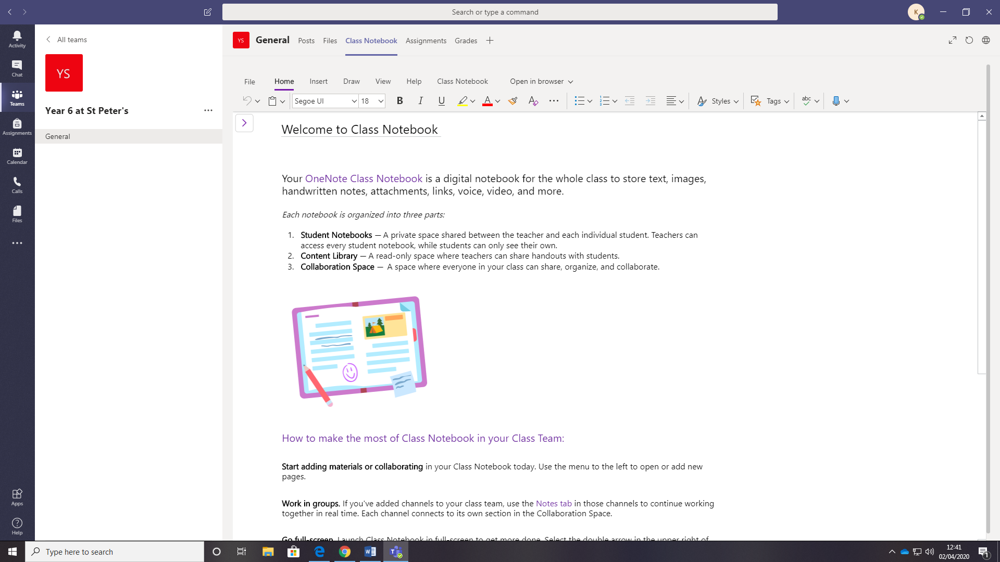 Search or type a command
K
Activity
Chat
Teams
Assignments
Calendar
Calls
Files
Apps
Help
All teams
YS
Year 6 at St Peter's
General
YS General Posts Files Class Notebook Assignments Grades
File Home Insert Draw View Help Class Notebook Open in browser
Segoe UI 18 B I U A A Styles Tags abc
Welcome to Class Notebook
Your OneNote Class Notebook is a digital notebook for the whole class to store text, images,
handwritten notes, attachments, links, voice, video, and more.
Each notebook is organized into three parts:
1. Student Notebooks — A private space shared between the teacher and each individual student. Teachers can
access every student notebook, while students can only see their own.
2. Content Library — A read-only space where teachers can share handouts with students.
3. Collaboration Space — A space where everyone in your class can share, organize, and collaborate.
How to make the most of Class Notebook in your Class Team:
Start adding materials or collaborating in your Class Notebook today. Use the menu to the left to open or add new
pages.
Work in groups. If you've added channels to your class team, use the Notes tab in those channels to continue working
together in real time. Each channel connects to its own section in the Collaboration Space.
Go full-screen. Launch Class Notebook in full-screen to get more done. Select the double arrow in the upper right of
Type here to search
12:41
02/04/2020
1